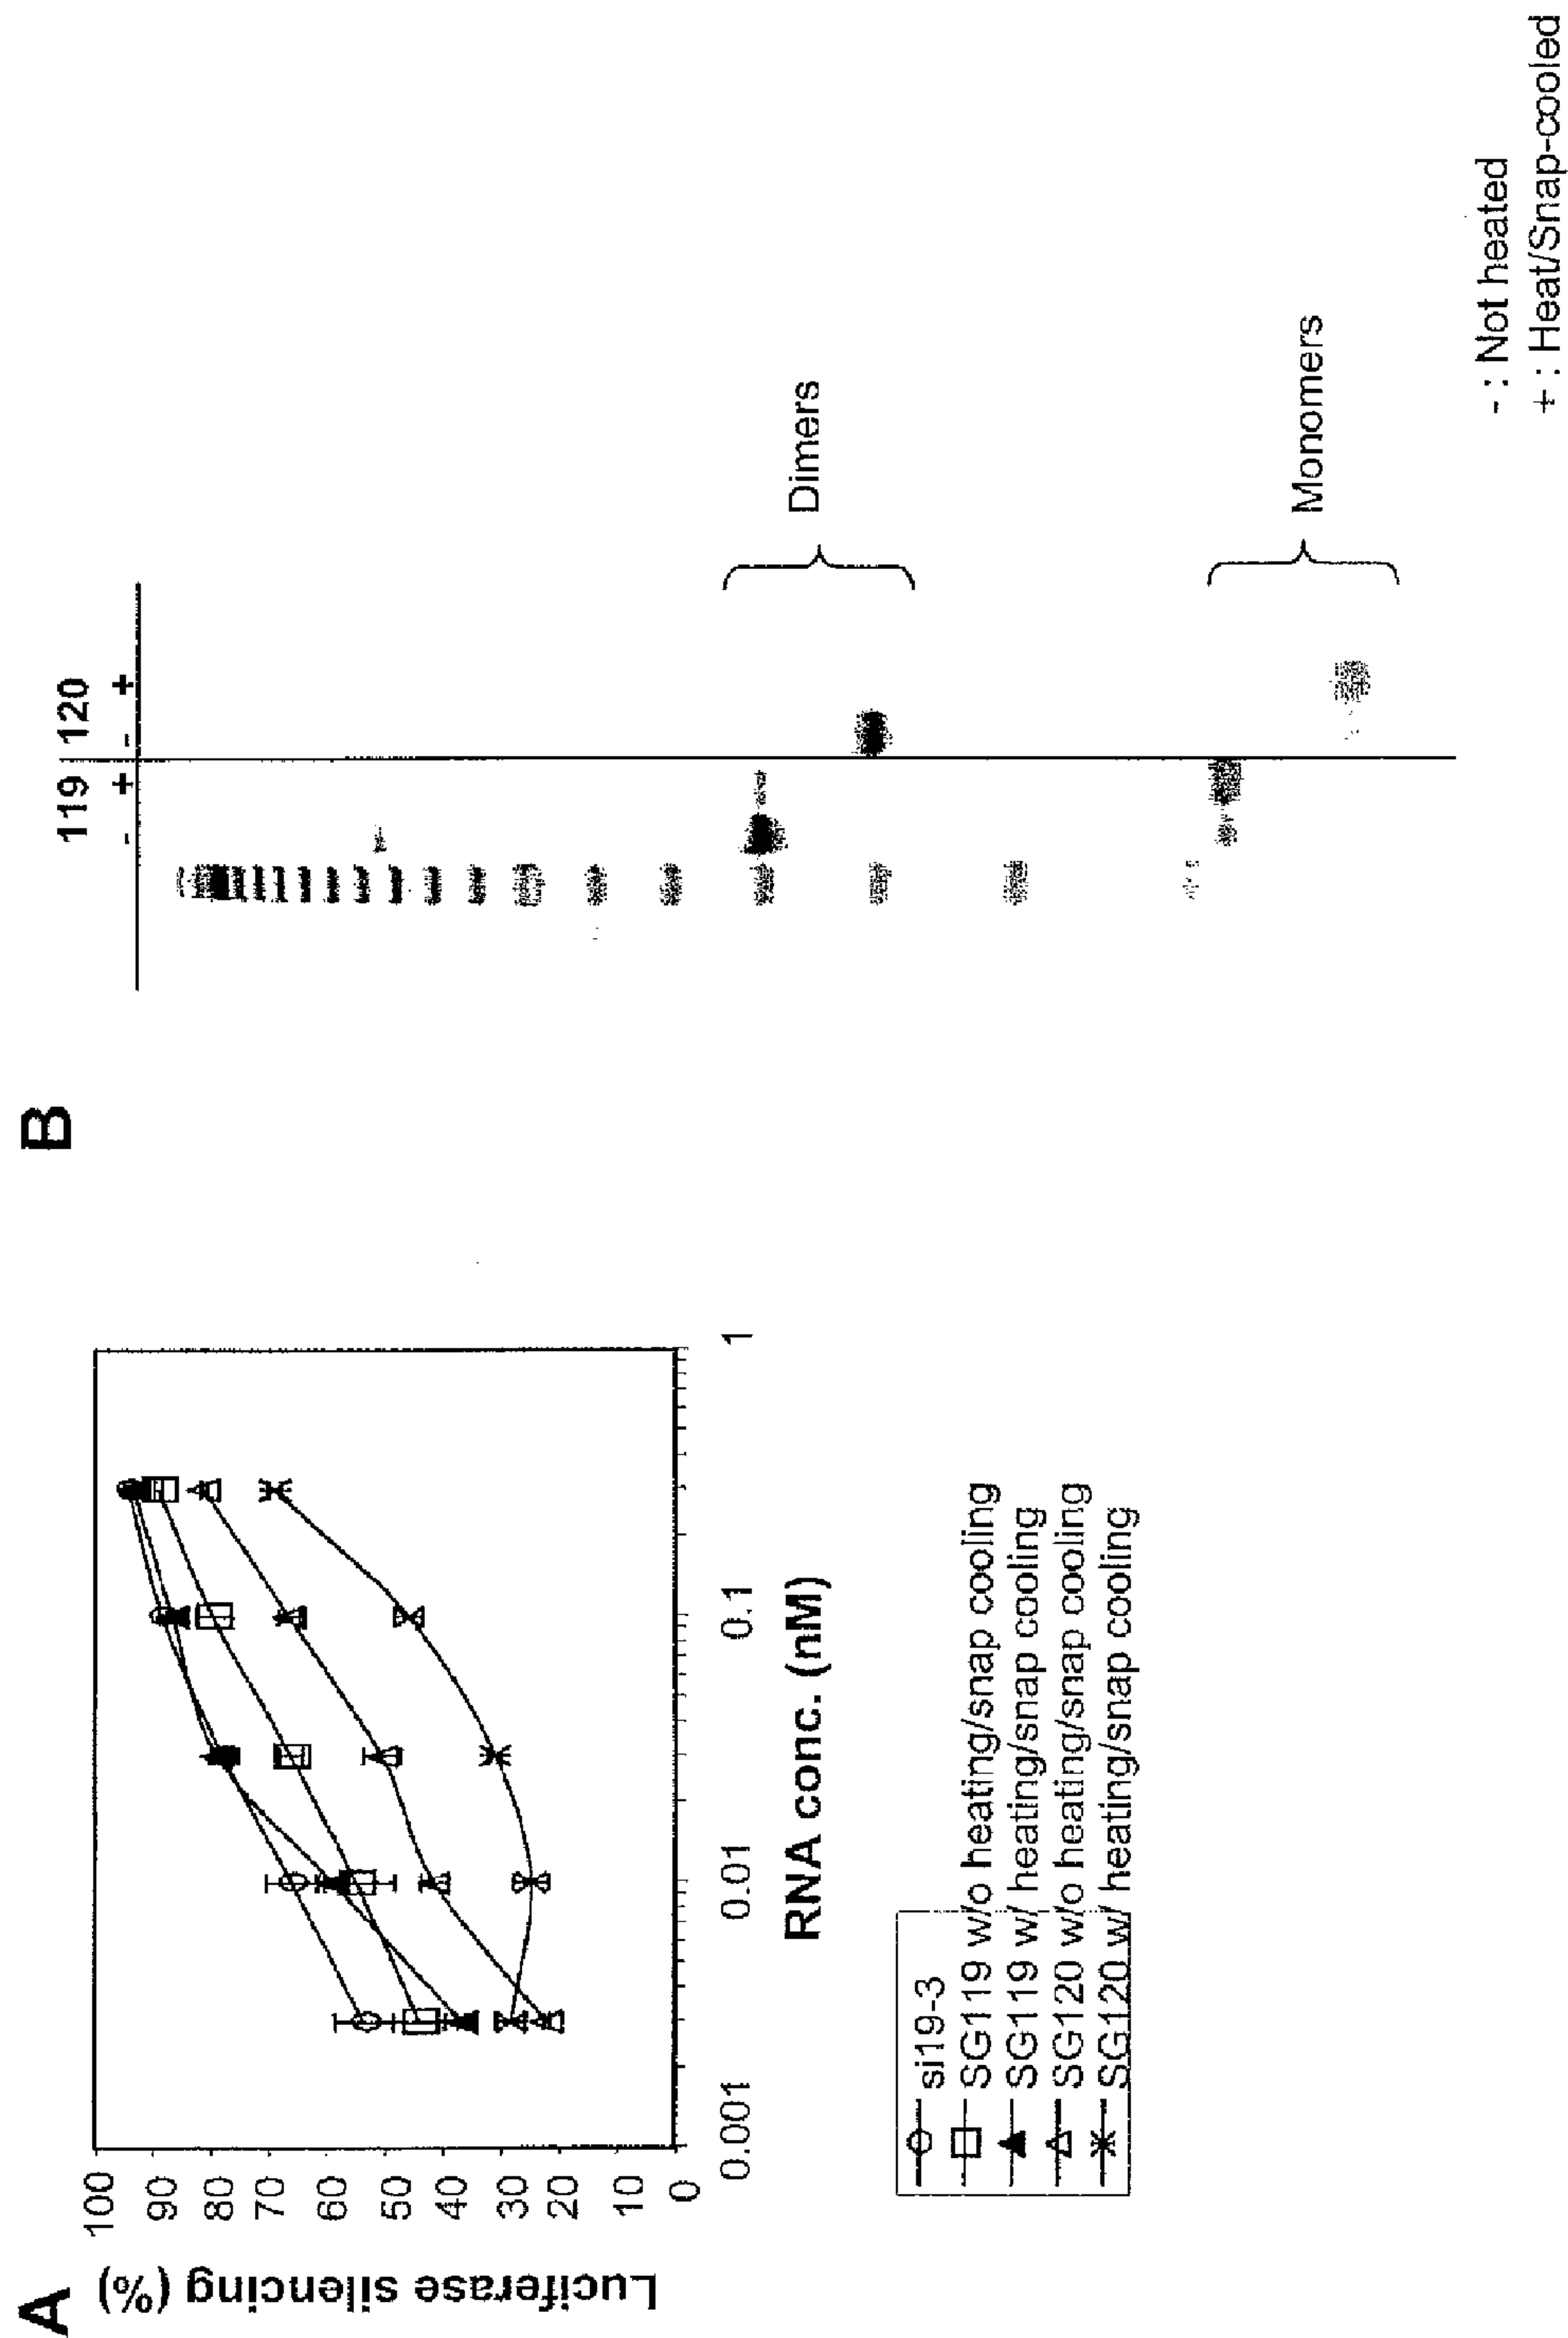 A
Luciferase silencing (%)
100
90
80
70
60
50
40
30
20
10
0
0.001
0.01
0.1
1
RNA conc. (nM)
si19-3
SG119 w/o heating/snap cooling
SG119 w/ heating/snap cooling
SG120 w/o heating/snap cooling
SG120 w/ heating/snap cooling
B
119 120
- + - +
Dimers
Monomers
- : Not heated
+ : Heat/Snap-cooled